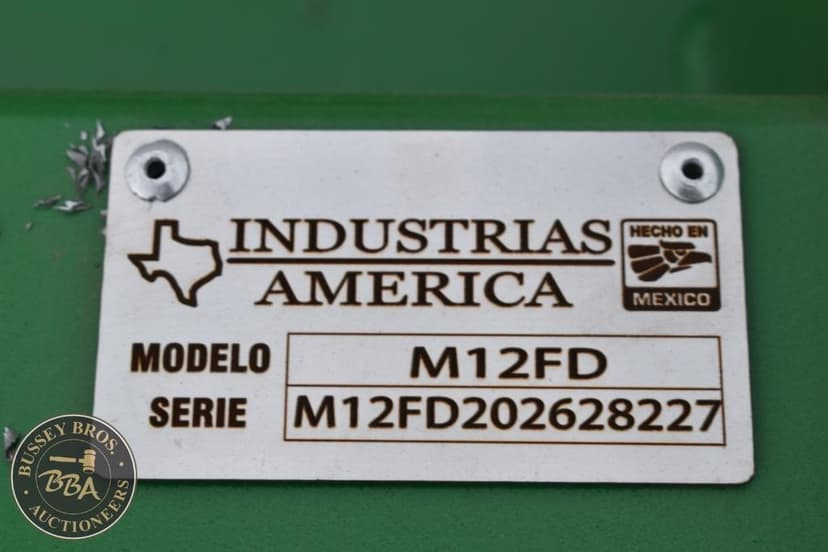 INDUSTRIAS
AMERICA
HECHO EN
MEXICO
MODELO M12FD
SERIE M12FD202628227
BUSSEY BROS.
BBA
AUCTIONEERS